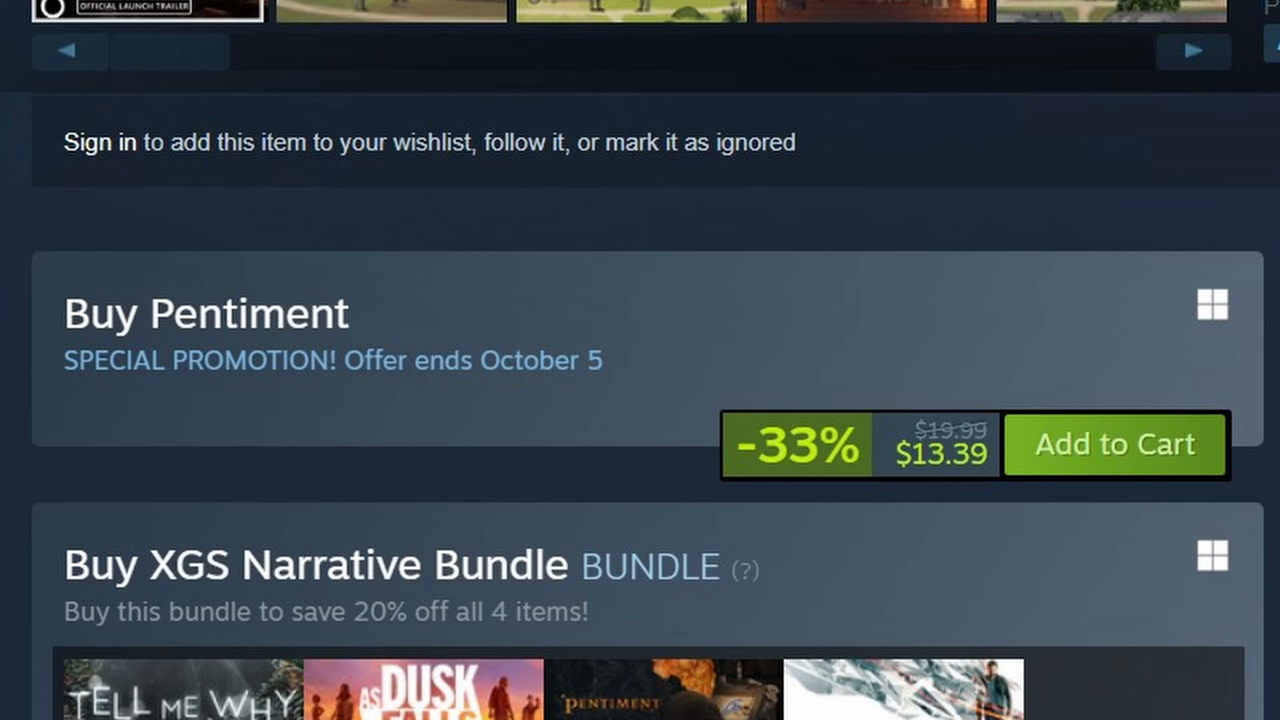 OFFICIAL LAUNCH TRAILER
Sign in to add this item to your wishlist, follow it, or mark it as ignored
Buy Pentiment
SPECIAL PROMOTION! Offer ends October 5
-33%
$19.99
$13.39
Add to Cart
Buy XGS Narrative Bundle BUNDLE (?)
Buy this bundle to save 20% off all 4 items!
TELL ME WHY
AS DUSK
FALLS
PENTIMENT